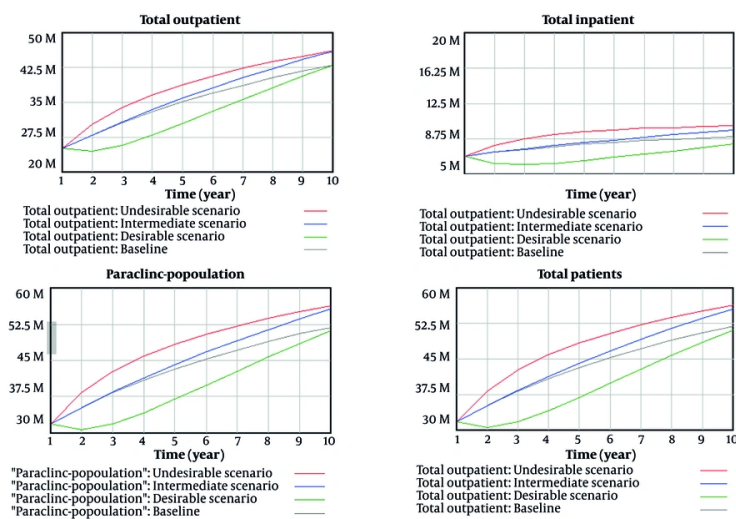 Total outpatient
50 M
42.5 M
35 M
27.5 M
20 M
1 2 3 4 5 6 7 8 9 10
Time (year)
Total outpatient: Undesirable scenario
Total outpatient: Intermediate scenario
Total outpatient: Desirable scenario
Total outpatient: Baseline
Total inpatient
20 M
16.25 M
12.5 M
8.75 M
5 M
Time (year)
Total outpatient: Undesirable scenario
Total outpatient: Intermediate scenario
Total outpatient: Desirable scenario
Total outpatient: Baseline
Paraclinc-popoulation
60 M
52.5 M
45 M
37.5 M
30 M
1 2 3 4 5 6 7 8 9 10
Time (year)
"Paraclinc-popoulation": Undesirable scenario
"Paraclinc-popoulation": Intermediate scenario
"Paraclinc-popoulation": Desirable scenario
"Paraclinc-popoulation": Baseline
Total patients
60 M
52.5 M
45 M
37.5 M
30 M
1 2 3 4 5 6 7 8 9 10
Time (year)
Total outpatient: Undesirable scenario
Total outpatient: Intermediate scenario
Total outpatient: Desirable scenario
Total outpatient: Baseline